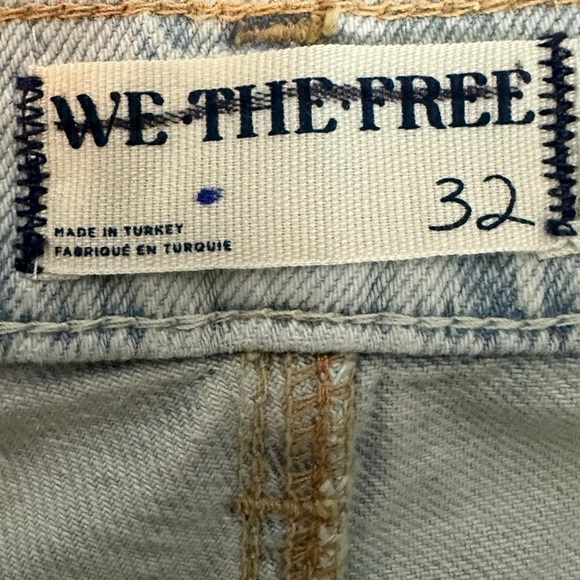 WE·THE·FREE
32
MADE IN TURKEY
FABRIQUÉ EN TURQUIE